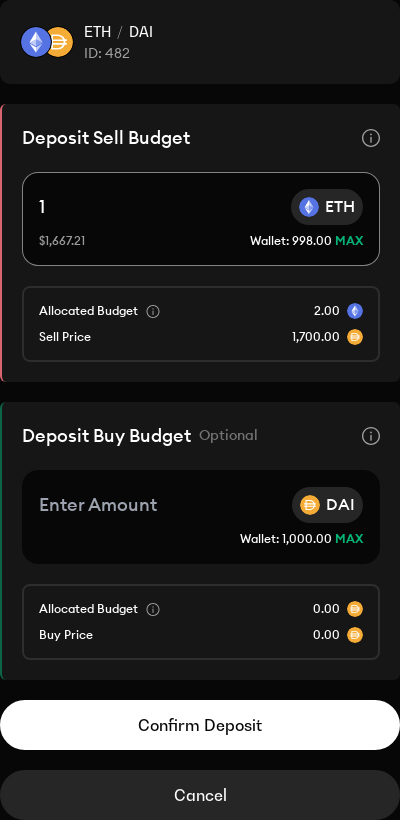 ETH / DAI
ID: 482
Deposit Sell Budget
1
ETH
$1,667.21
Wallet: 998.00 MAX
Allocated Budget
2.00
Sell Price
1,700.00
Deposit Buy Budget Optional
Enter Amount
DAI
Wallet: 1,000.00 MAX
Allocated Budget
0.00
Buy Price
0.00
Confirm Deposit
Cancel